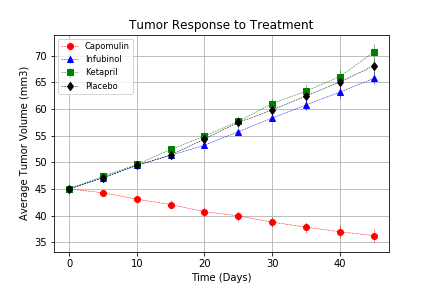 Tumor Response to Treatment
Capomulin
Infubinol
Ketapril
Placebo
Average Tumor Volume (mm3)
70
65
60
55
50
45
40
35
0
10
20
30
40
Time (Days)